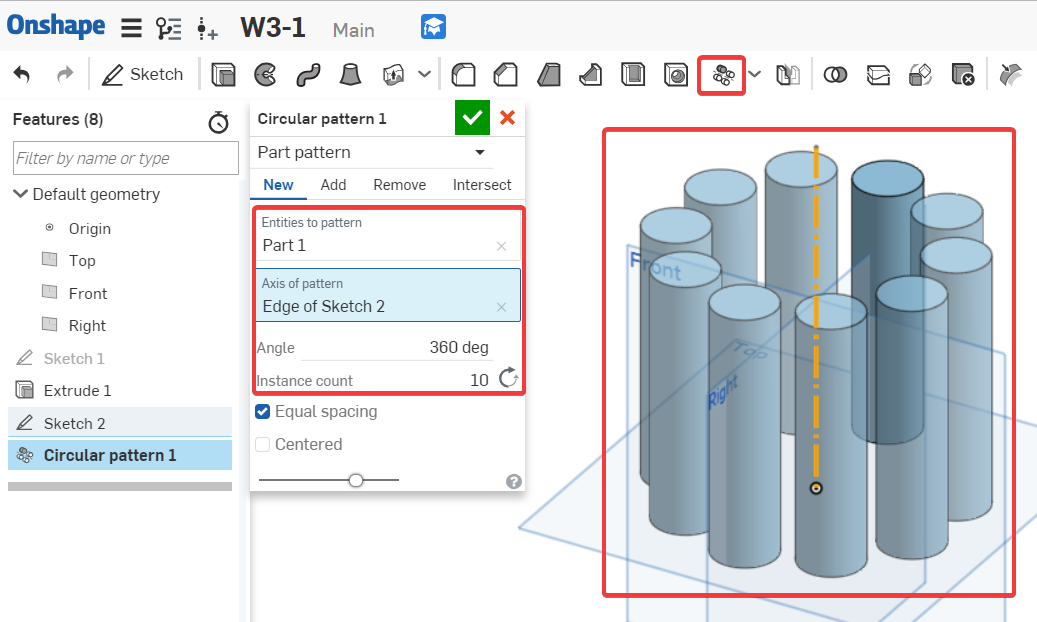 Onshape W3-1 Main
Sketch
Features (8)
Filter by name or type
Default geometry
Origin
Top
Front
Right
Sketch 1
Extrude 1
Sketch 2
Circular pattern 1
Circular pattern 1
Part pattern
New Add Remove Intersect
Entities to pattern
Part 1
Axis of pattern
Edge of Sketch 2
Angle 360 deg
Instance count 10
Equal spacing
Centered
?
Front
Top
Right